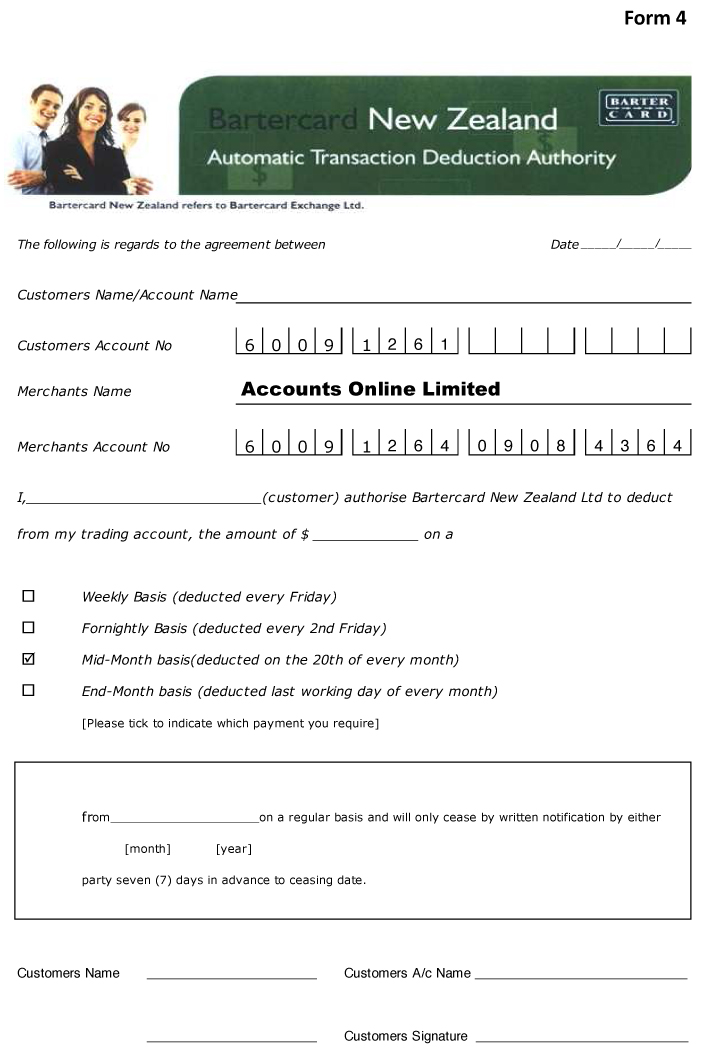 Form 4
Bartercard New Zealand
BARTER
CARD
Automatic Transaction Deduction Authority
Bartercard New Zealand refers to Bartercard Exchange Ltd.
The following is regards to the agreement between Date _____/_____/_____
Customers Name/Account Name
Customers Account No 6 0 0 9 1 2 6 1
Merchants Name Accounts Online Limited
Merchants Account No 6 0 0 9 1 2 6 4 0 9 0 8 4 3 6 4
I,____________________________(customer) authorise Bartercard New Zealand Ltd to deduct
from my trading account, the amount of $ _____________ on a
☐ Weekly Basis (deducted every Friday)
☐ Fornightly Basis (deducted every 2nd Friday)
☑ Mid-Month basis(deducted on the 20th of every month)
☐ End-Month basis (deducted last working day of every month)
[Please tick to indicate which payment you require]
from______________________on a regular basis and will only cease by written notification by either
[month] [year]
party seven (7) days in advance to ceasing date.
Customers Name ______________________ Customers A/c Name ______________________
______________________ Customers Signature ______________________